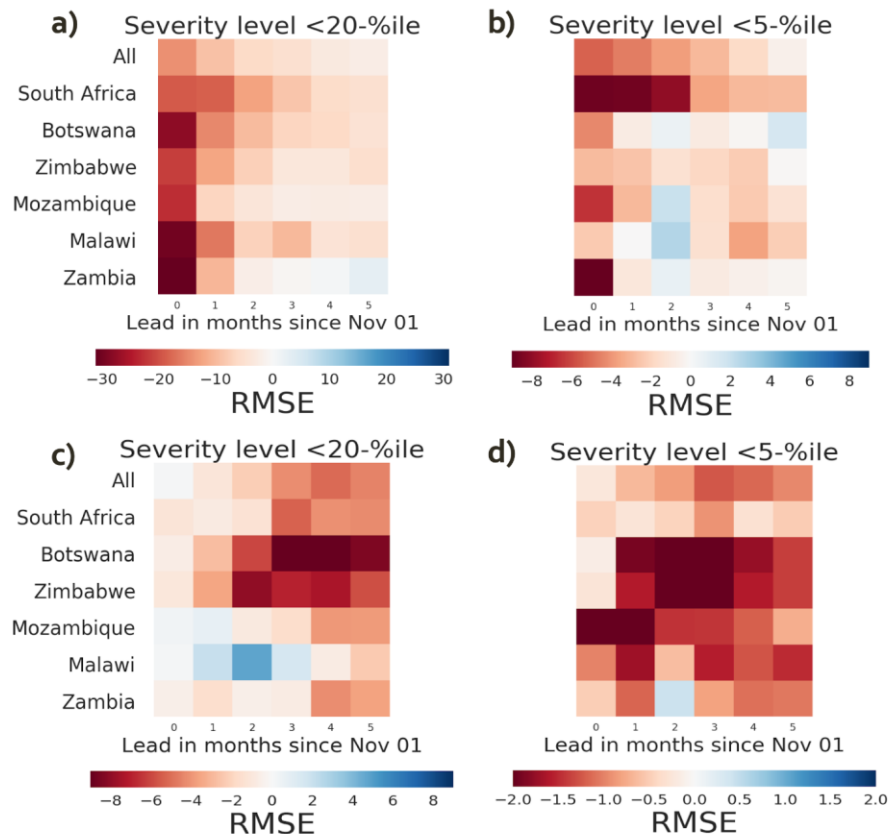 a) Severity level <20-%ile
b) Severity level <5-%ile
All
South Africa
Botswana
Zimbabwe
Mozambique
Malawi
Zambia
0 1 2 3 4 5
0 1 2 3 4 5
Lead in months since Nov 01
Lead in months since Nov 01
−30 −20 −10 0 10 20 30
−8 −6 −4 −2 0 2 4 6 8
RMSE
RMSE
c) Severity level <20-%ile
d) Severity level <5-%ile
All
South Africa
Botswana
Zimbabwe
Mozambique
Malawi
Zambia
0 1 2 3 4 5
0 1 2 3 4 5
Lead in months since Nov 01
Lead in months since Nov 01
−8 −6 −4 −2 0 2 4 6 8
−2.0 −1.5 −1.0 −0.5 0.0 0.5 1.0 1.5 2.0
RMSE
RMSE